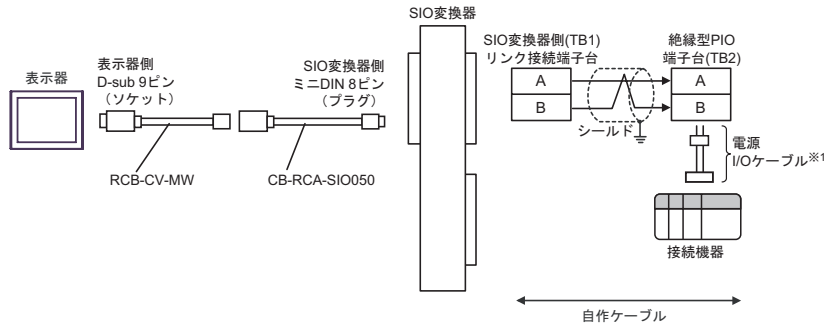 SIO変換器
表示器
表示器側
D-sub 9ピン
（ソケット）
SIO変換器側
ミニDIN 8ピン
（プラグ）
RCB-CV-MW
CB-RCA-SIO050
SIO変換器側(TB1)
リンク接続端子台
A
B
シールド
絶縁型PIO
端子台(TB2)
A
B
電源
I/Oケーブル※1
接続機器
自作ケーブル